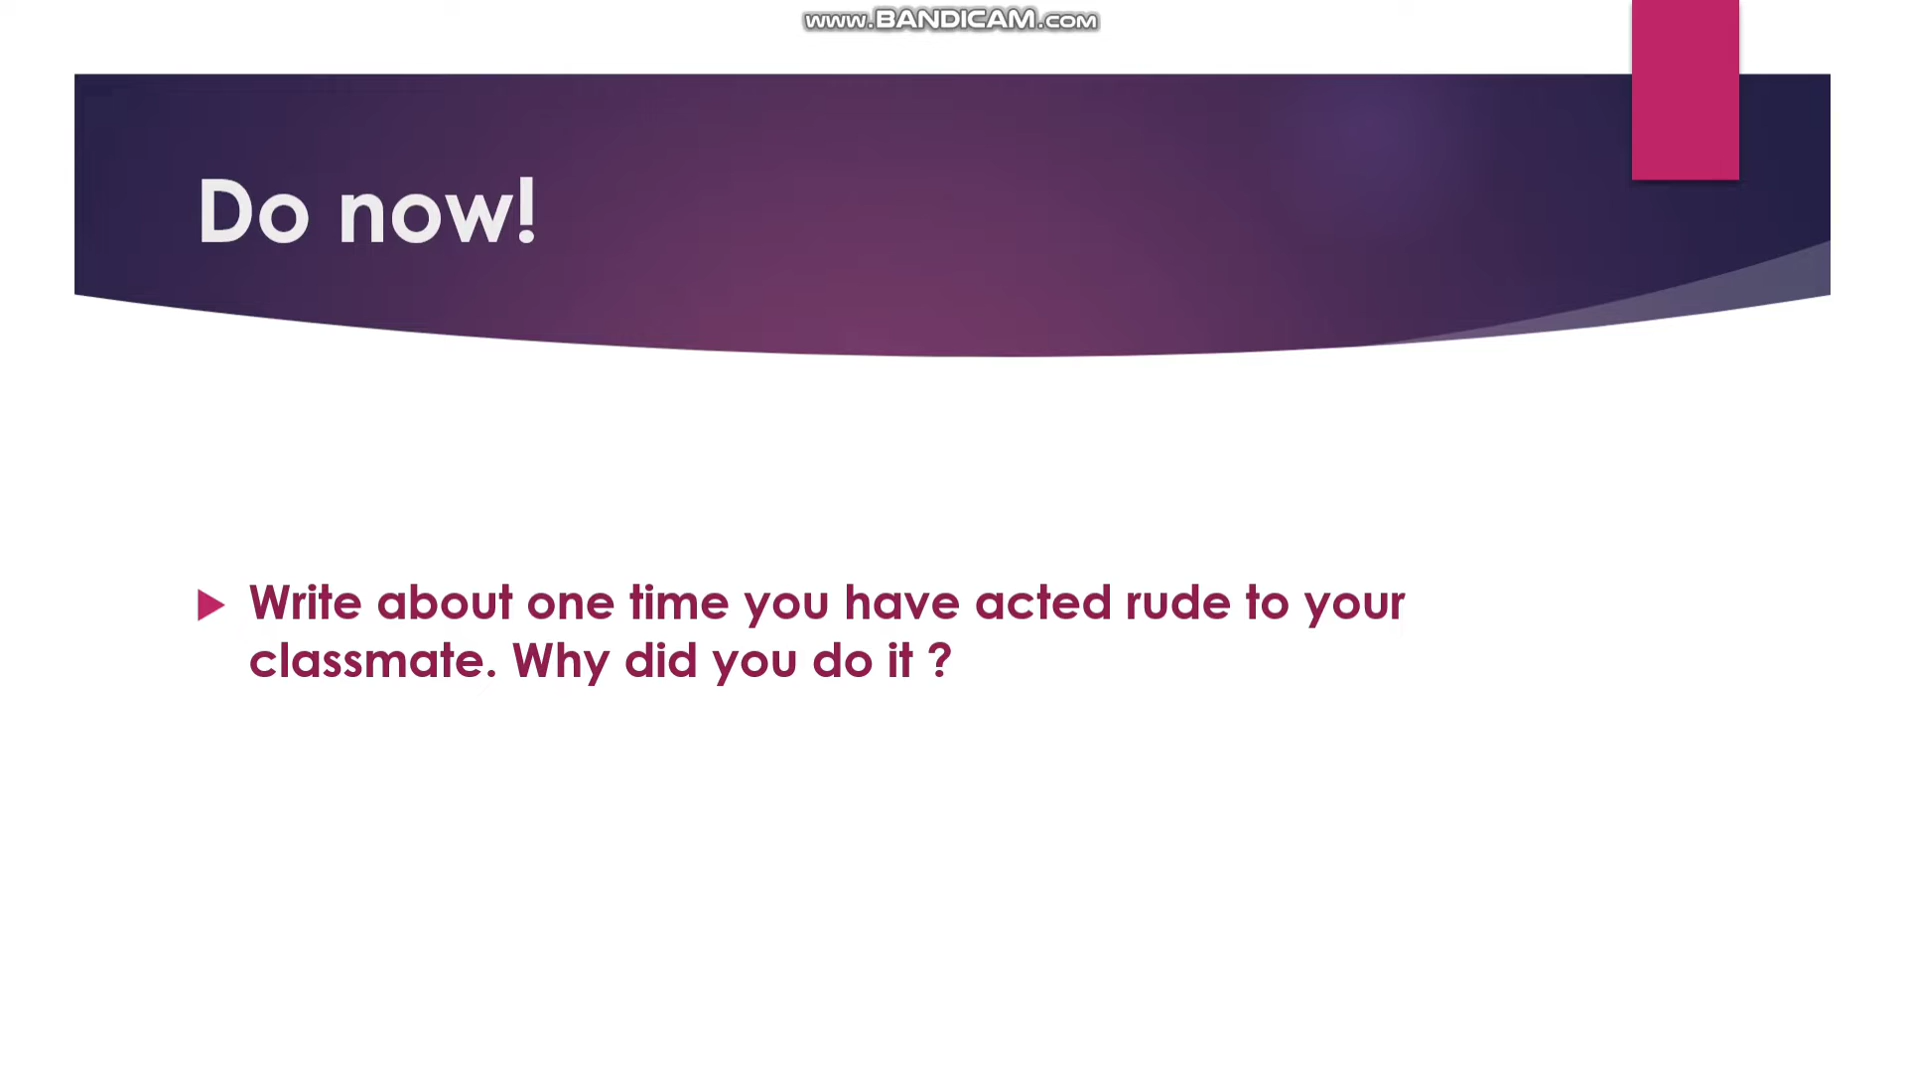 www.BANDICAM.com
Do now!
Write about one time you have acted rude to your
classmate. Why did you do it ?